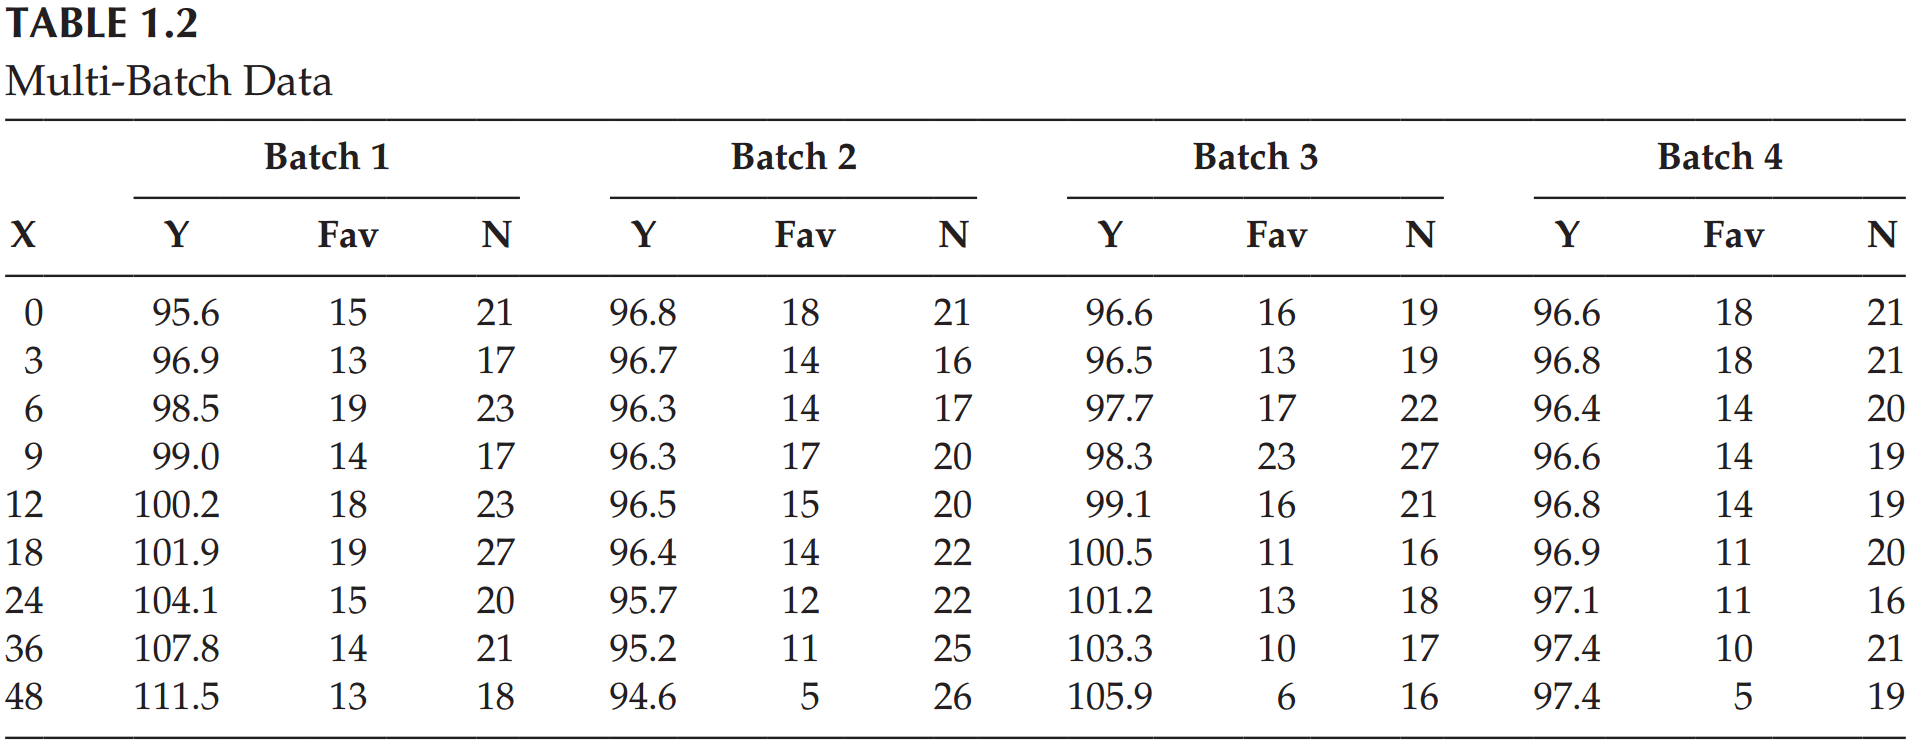 TABLE 1.2
Multi-Batch Data
Batch 1 Batch 2 Batch 3 Batch 4
X Y Fav N Y Fav N Y Fav N Y Fav N
0 95.6 15 21 96.8 18 21 96.6 16 19 96.6 18 21
3 96.9 13 17 96.7 14 16 96.5 13 19 96.8 18 21
6 98.5 19 23 96.3 14 17 97.7 17 22 96.4 14 20
9 99.0 14 17 96.3 17 20 98.3 23 27 96.6 14 19
12 100.2 18 23 96.5 15 20 99.1 16 21 96.8 14 19
18 101.9 19 27 96.4 14 22 100.5 11 16 96.9 11 20
24 104.1 15 20 95.7 12 22 101.2 13 18 97.1 11 16
36 107.8 14 21 95.2 11 25 103.3 10 17 97.4 10 21
48 111.5 13 18 94.6 5 26 105.9 6 16 97.4 5 19